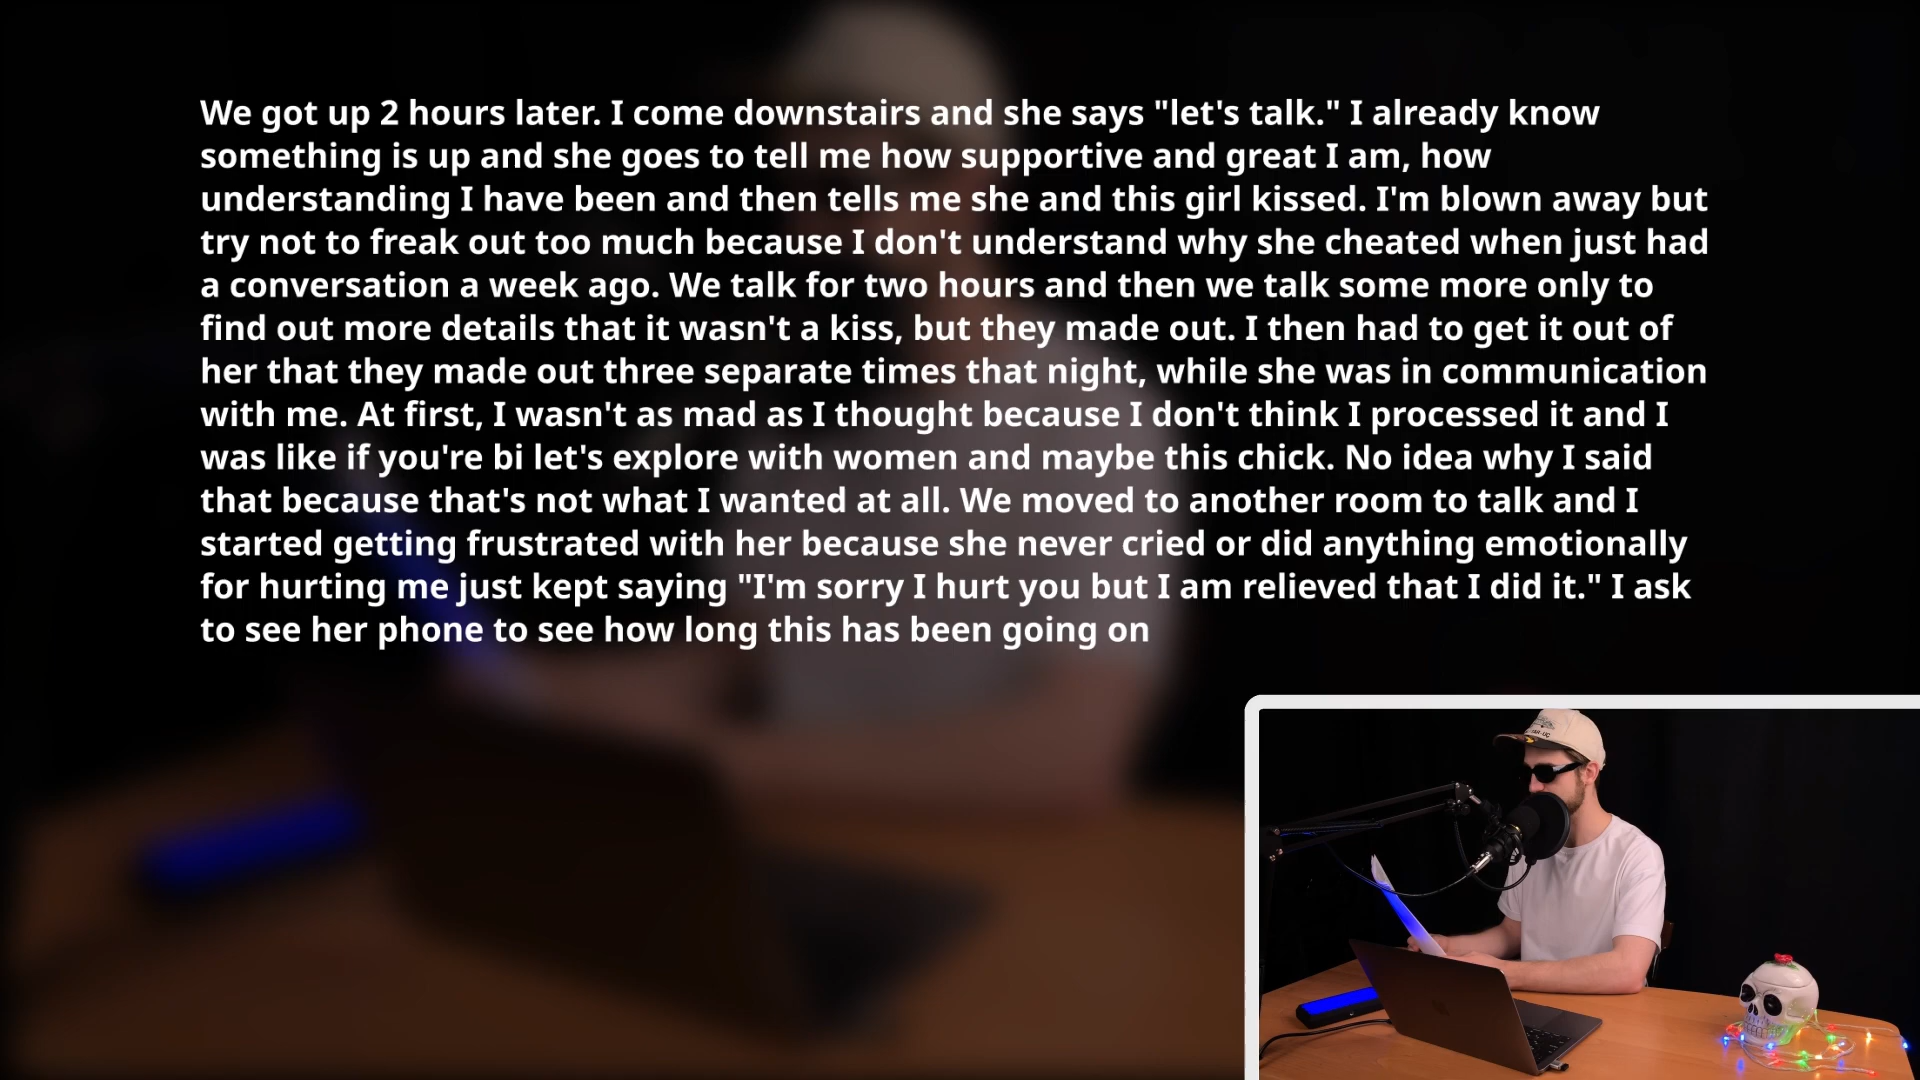 We got up 2 hours later. I come downstairs and she says "let's talk." I already know
something is up and she goes to tell me how supportive and great I am, how
understanding I have been and then tells me she and this girl kissed. I'm blown away but
try not to freak out too much because I don't understand why she cheated when just had
a conversation a week ago. We talk for two hours and then we talk some more only to
find out more details that it wasn't a kiss, but they made out. I then had to get it out of
her that they made out three separate times that night, while she was in communication
with me. At first, I wasn't as mad as I thought because I don't think I processed it and I
was like if you're bi let's explore with women and maybe this chick. No idea why I said
that because that's not what I wanted at all. We moved to another room to talk and I
started getting frustrated with her because she never cried or did anything emotionally
for hurting me just kept saying "I'm sorry I hurt you but I am relieved that I did it." I ask
to see her phone to see how long this has been going on